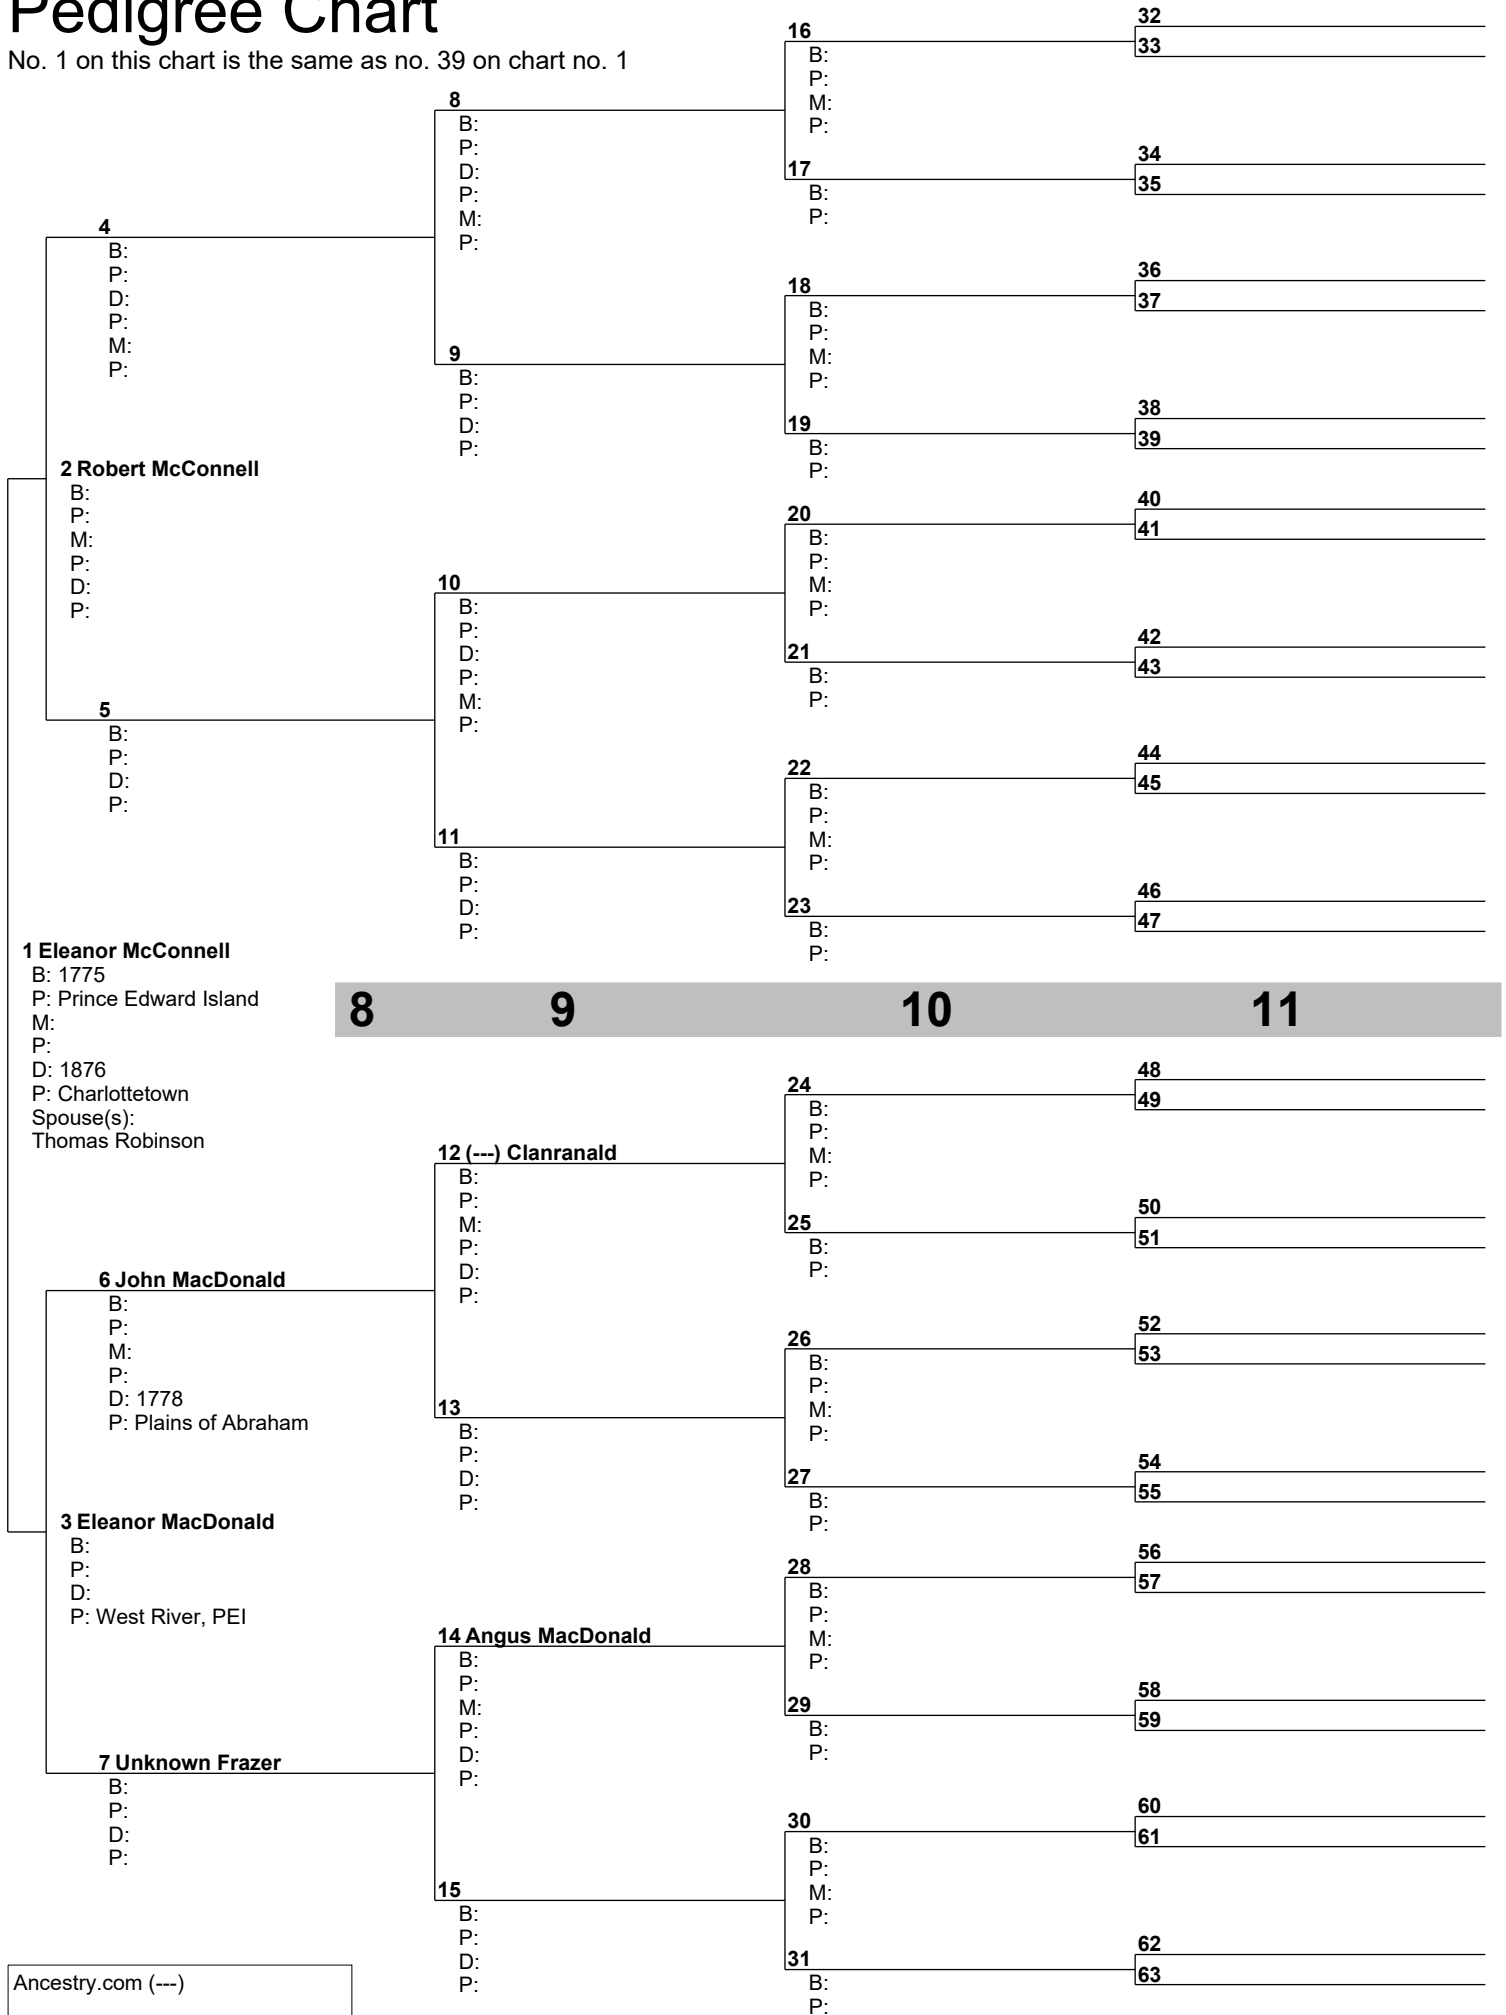 Pedigree Chart
No. 1 on this chart is the same as no. 39 on chart no. 1
1 Eleanor McConnell
B: 1775
P: Prince Edward Island
M:
P:
D: 1876
P: Charlottetown
Spouse(s):
Thomas Robinson
2 Robert McConnell
B:
P:
M:
P:
D:
P:
3 Eleanor MacDonald
B:
P:
D:
P: West River, PEI
4
B:
P:
D:
P:
M:
P:
5
B:
P:
D:
P:
6 John MacDonald
B:
P:
M:
P:
D: 1778
P: Plains of Abraham
7 Unknown Frazer
B:
P:
D:
P:
8
B:
P:
D:
P:
M:
P:
9
B:
P:
D:
P:
10
B:
P:
D:
P:
M:
P:
11
B:
P:
D:
P:
8 9 10 11
12 (---) Clanranald
B:
P:
M:
P:
D:
P:
13
B:
P:
D:
P:
14 Angus MacDonald
B:
P:
M:
P:
D:
P:
15
B:
P:
D:
P:
16
B:
P:
M:
P:
17
B:
P:
18
B:
P:
M:
P:
19
B:
P:
20
B:
P:
M:
P:
21
B:
P:
22
B:
P:
M:
P:
23
B:
P:
24
B:
P:
M:
P:
25
B:
P:
26
B:
P:
M:
P:
27
B:
P:
28
B:
P:
M:
P:
29
B:
P:
30
B:
P:
M:
P:
31
B:
P:
32
33
34
35
36
37
38
39
40
41
42
43
44
45
46
47
48
49
50
51
52
53
54
55
56
57
58
59
60
61
62
63
Ancestry.com (---)